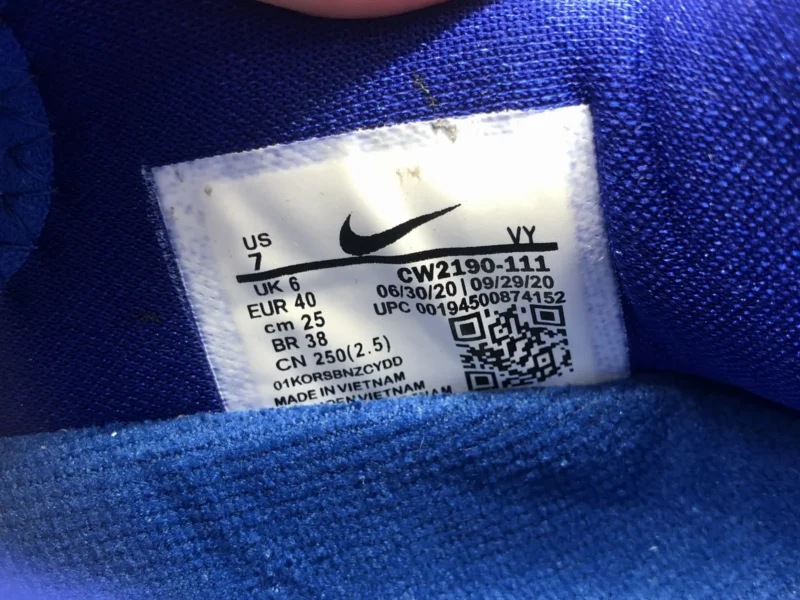 US
7
VY
UK 6
EUR 40
cm 25
BR 38
CN 250(2.5)
01KORSBNZCYDD
MADE IN VIETNAM
VIETNAM
CW2190-111
06/30/20 | 09/29/20
UPC 00194500874152